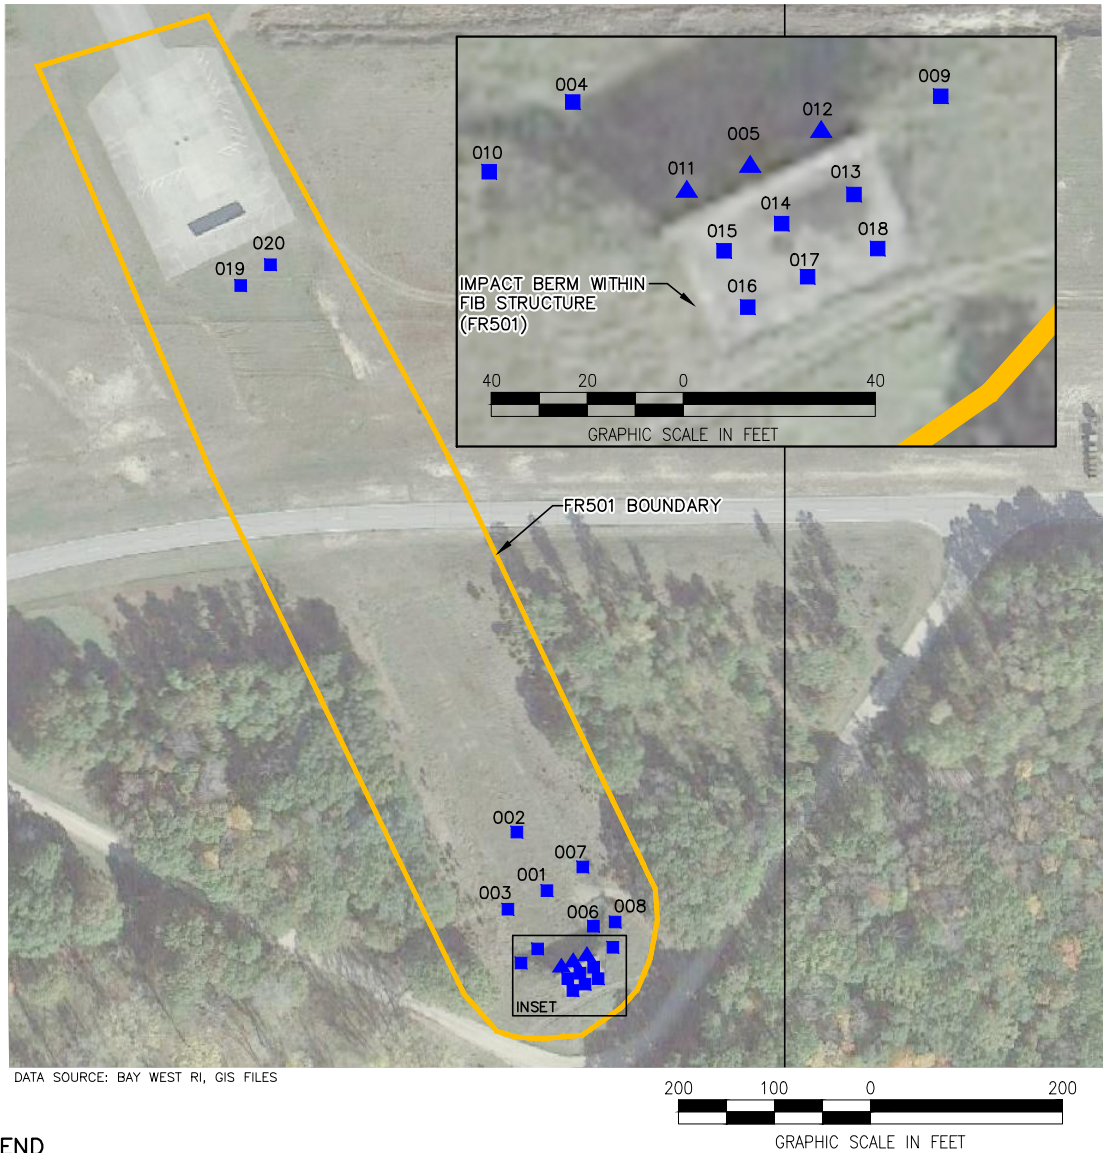 004
009
012
005
010
011
013
014
015
018
017
016
IMPACT BERM WITHIN
FIB STRUCTURE
(FR501)
40 20 0 40
GRAPHIC SCALE IN FEET
020
019
FR501 BOUNDARY
002
007
001
003
006
008
INSET
DATA SOURCE: BAY WEST RI, GIS FILES
200 100 0 200
GRAPHIC SCALE IN FEET
END